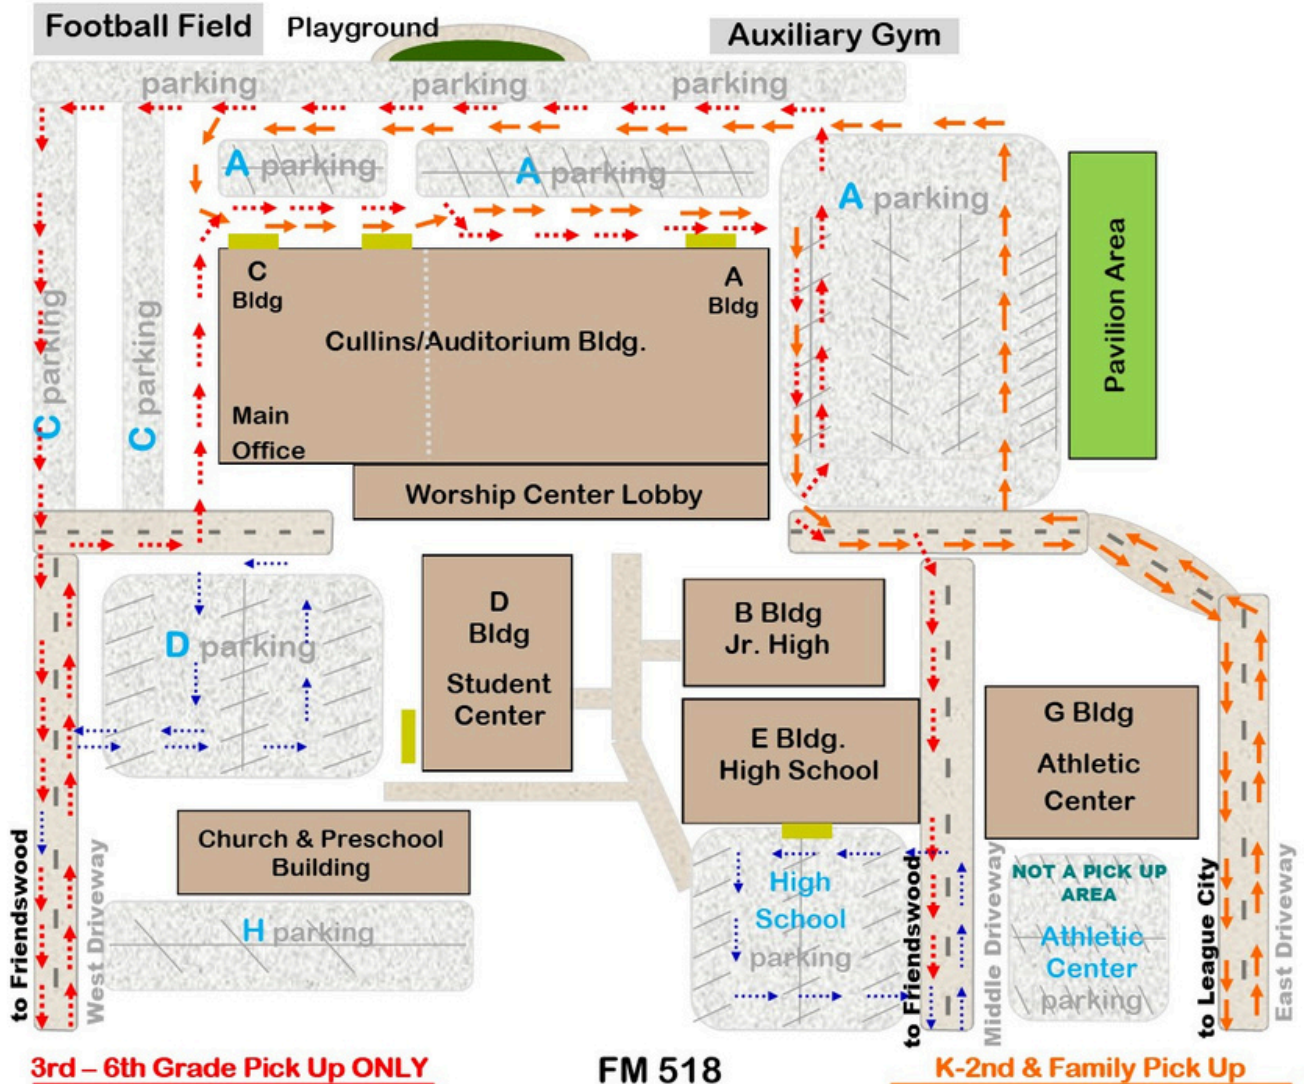 Football Field
Playground
Auxiliary Gym
parking
parking
parking
A parking
A parking
A parking
C
Bldg
A
Bldg
Cullins/Auditorium Bldg.
Main
Office
Worship Center Lobby
Pavilion Area
C parking
C parking
D parking
D
Bldg
Student
Center
B Bldg
Jr. High
E Bldg.
High School
G Bldg
Athletic
Center
Church & Preschool
Building
H parking
High
School
parking
NOT A PICK UP
AREA
Athletic
Center
parking
to Friendswood
West Driveway
to Friendswood
Middle Driveway
to League City
East Driveway
3rd – 6th Grade Pick Up ONLY
FM 518
K-2nd & Family Pick Up